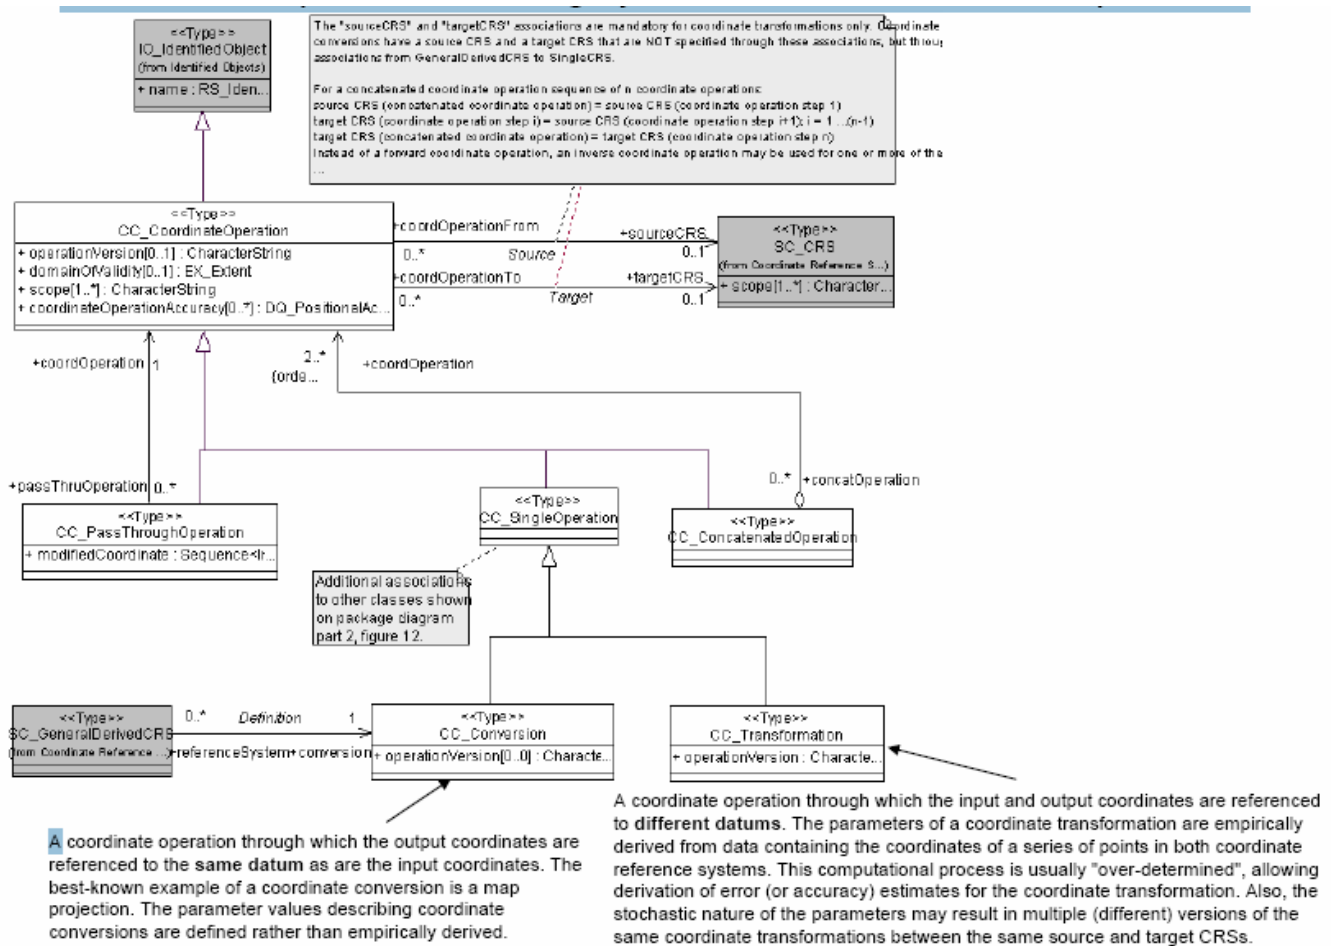 <<Type>>
IO_IdentifiedObject
(from Identified Objects)
+ name : RS_Iden...
The "sourceCRS" and "targetCRS" associations are mandatory for coordinate transformations only. Coordinate
conversions have a source CRS and a target CRS that are NOT specified through these associations, but throug
associations from GeneralDerivedCRS to SingleCRS.
For a concatenated coordinate operation sequence of n coordinate operations:
source CRS (concatenated coordinate operation) = source CRS (coordinate operation step 1)
target CRS (coordinate operation step i) = source CRS (coordinate operation step i+1); i = 1 ...(n-1)
target CRS (concatenated coordinate operation) = target CRS (coordinate operation step n)
Instead of a forward coordinate operation, an inverse coordinate operation may be used for one or more of the
...
<<Type>>
CC_CoordinateOperation
+ operationVersion[0..1] : CharacterString
+ domainOfValidity[0..1] : EX_Extent
+ scope[1..*] : CharacterString
+ coordinateOperationAccuracy[0..*] : DQ_PositionalAc...
+coordOperationFrom
+sourceCRS
0..*
Source
0..1
+coordOperationTo
+targetCRS
0..*
Target
0..1
<<Type>>
SC_CRS
(from Coordinate Reference S...)
+ scope[1..*] : Character...
+coordOperation
1
2..*
{orde...
+coordOperation
+passThruOperation
0..*
0..*
+concatOperation
<<Type>>
CC_PassThroughOperation
+ modifiedCoordinate : Sequence<Ir...
<<Type>>
CC_SingleOperation
<<Type>>
CC_ConcatenatedOperation
Additional associations
to other classes shown
on package diagram
part 2, figure 12.
<<Type>>
SC_GeneralDerivedCRS
(from Coordinate Reference ...)
0..*
Definition
1
+referenceSystem
+conversion
<<Type>>
CC_Conversion
+ operationVersion[0..0] : Characte...
<<Type>>
CC_Transformation
+ operationVersion : Characte...
A coordinate operation through which the output coordinates are
referenced to the same datum as are the input coordinates. The
best-known example of a coordinate conversion is a map
projection. The parameter values describing coordinate
conversions are defined rather than empirically derived.
A coordinate operation through which the input and output coordinates are referenced
to different datums. The parameters of a coordinate transformation are empirically
derived from data containing the coordinates of a series of points in both coordinate
reference systems. This computational process is usually "over-determined", allowing
derivation of error (or accuracy) estimates for the coordinate transformation. Also, the
stochastic nature of the parameters may result in multiple (different) versions of the
same coordinate transformations between the same source and target CRSs.